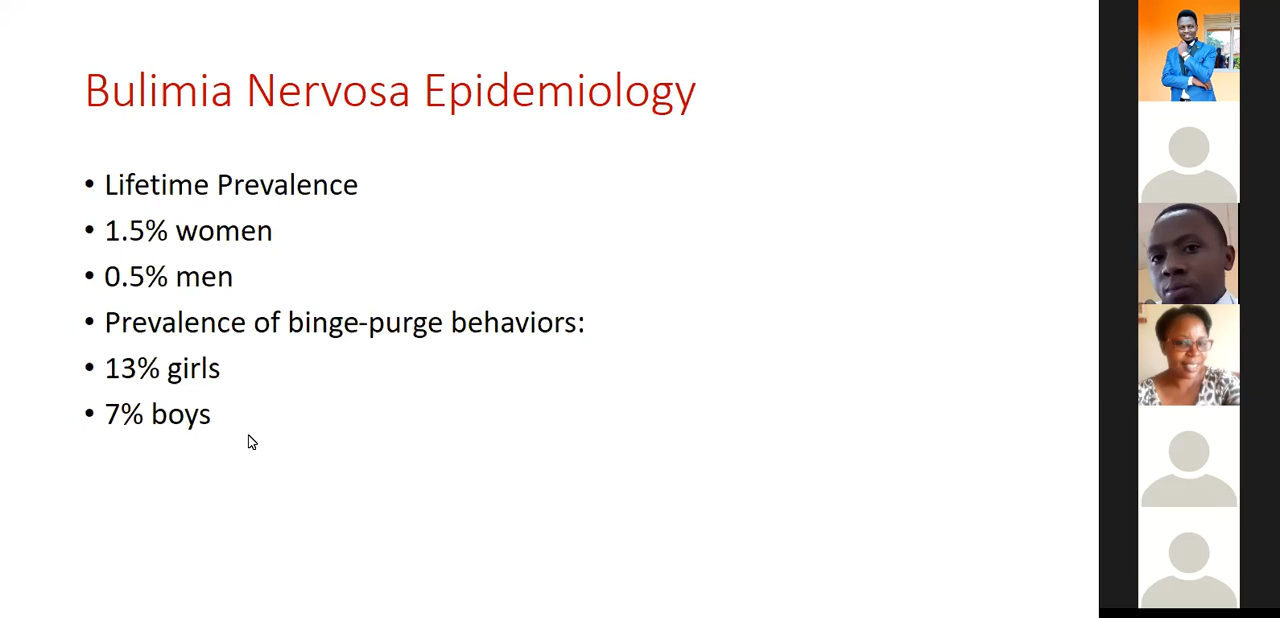 Bulimia Nervosa Epidemiology
• Lifetime Prevalence
• 1.5% women
• 0.5% men
• Prevalence of binge-purge behaviors:
• 13% girls
• 7% boys